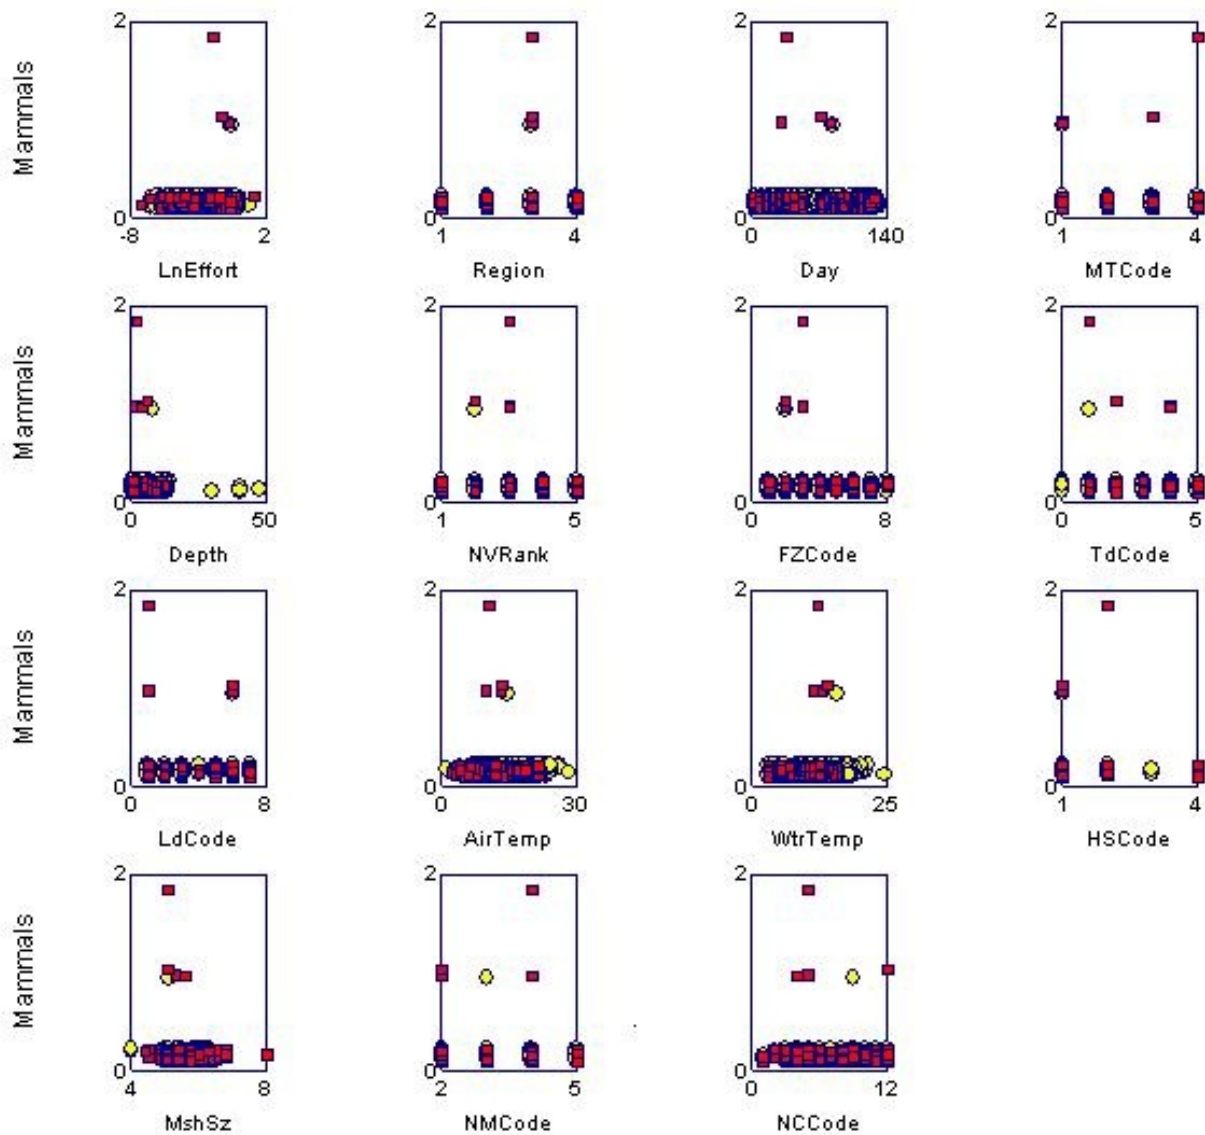 Mammals
2 2 2 2
0 0 0 0
-8 2 1 4 0 140 1 4
LnEffort Region Day MTCode
Mammals
2 2 2 2
0 0 0 0
0 50 1 5 0 8 0 5
Depth NVRank FZCode TdCode
Mammals
2 2 2 2
0 0 0 0
0 8 0 30 0 25 1 4
LdCode AirTemp WtrTemp HSCode
Mammals
2 2 2
0 0 0
4 8 2 5 0 12
MshSz NMCode NCCode